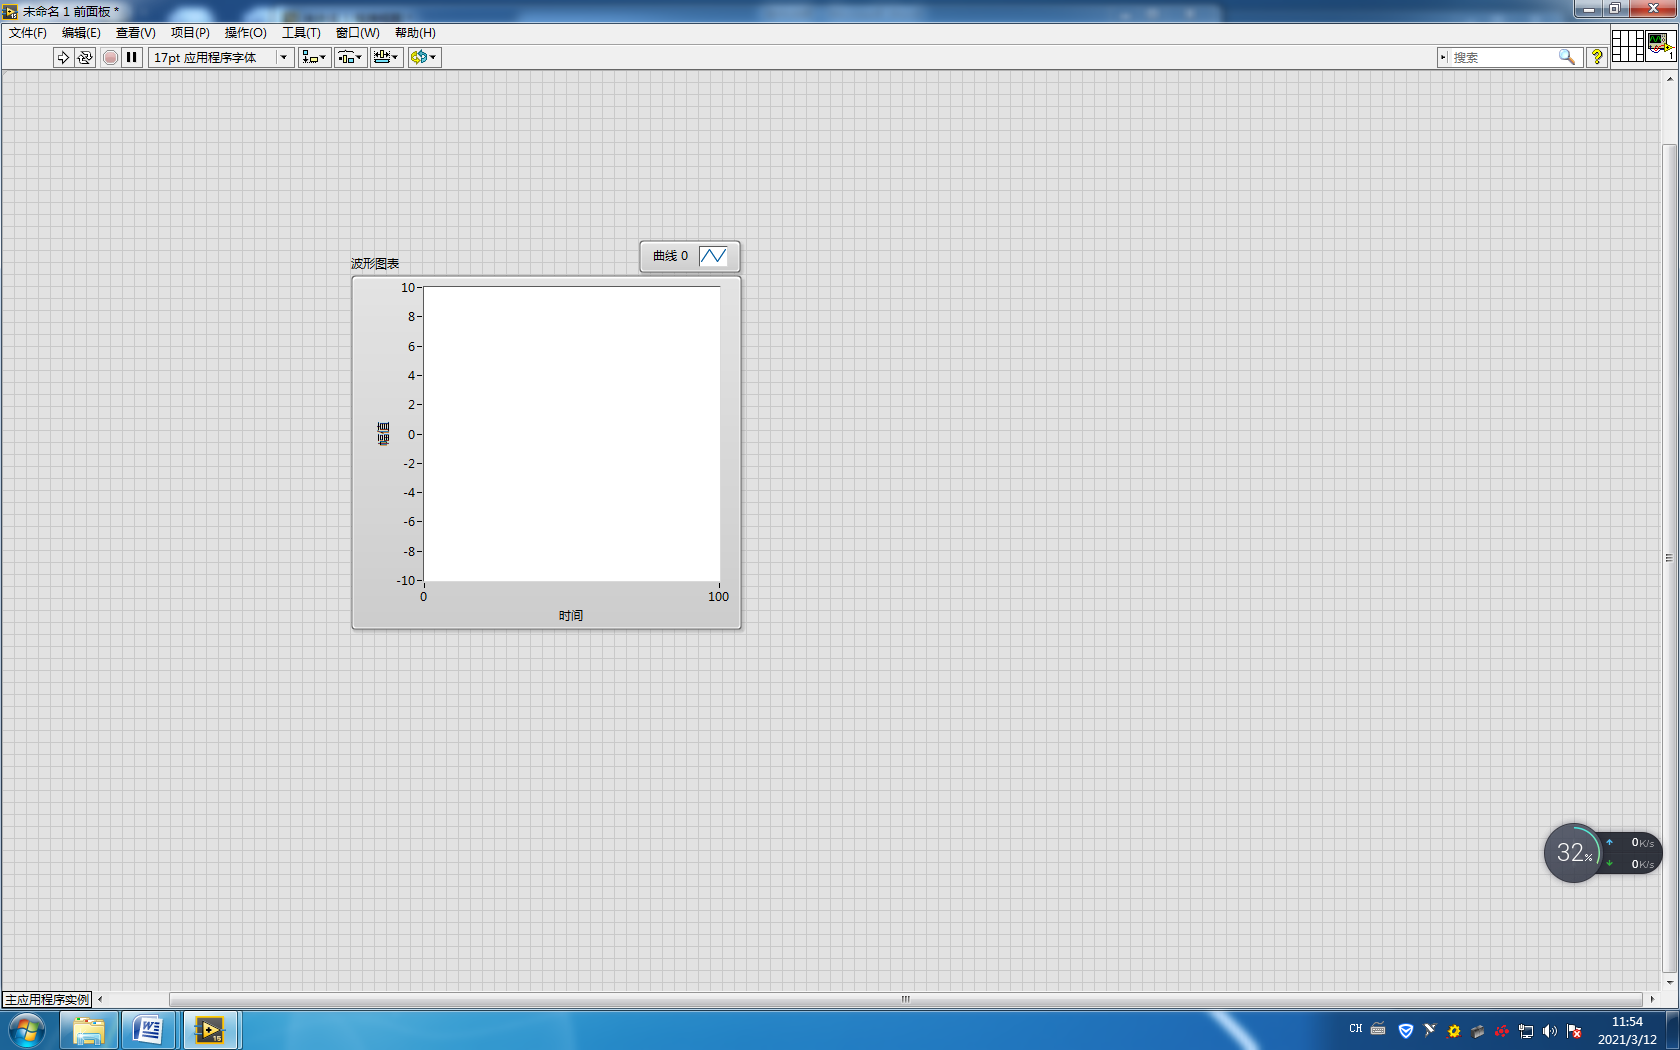 未命名 1 前面板 *
文件(F) 编辑(E) 查看(V) 项目(P) 操作(O) 工具(T) 窗口(W) 帮助(H)
17pt 应用程序字体
搜索
?
1
曲线 0
波形图表
10
8
6
4
2
0
-2
-4
-6
-8
-10
幅值
0 100
时间
32%
0K/s
0K/s
主应用程序实例
CH
11:54
2021/3/12